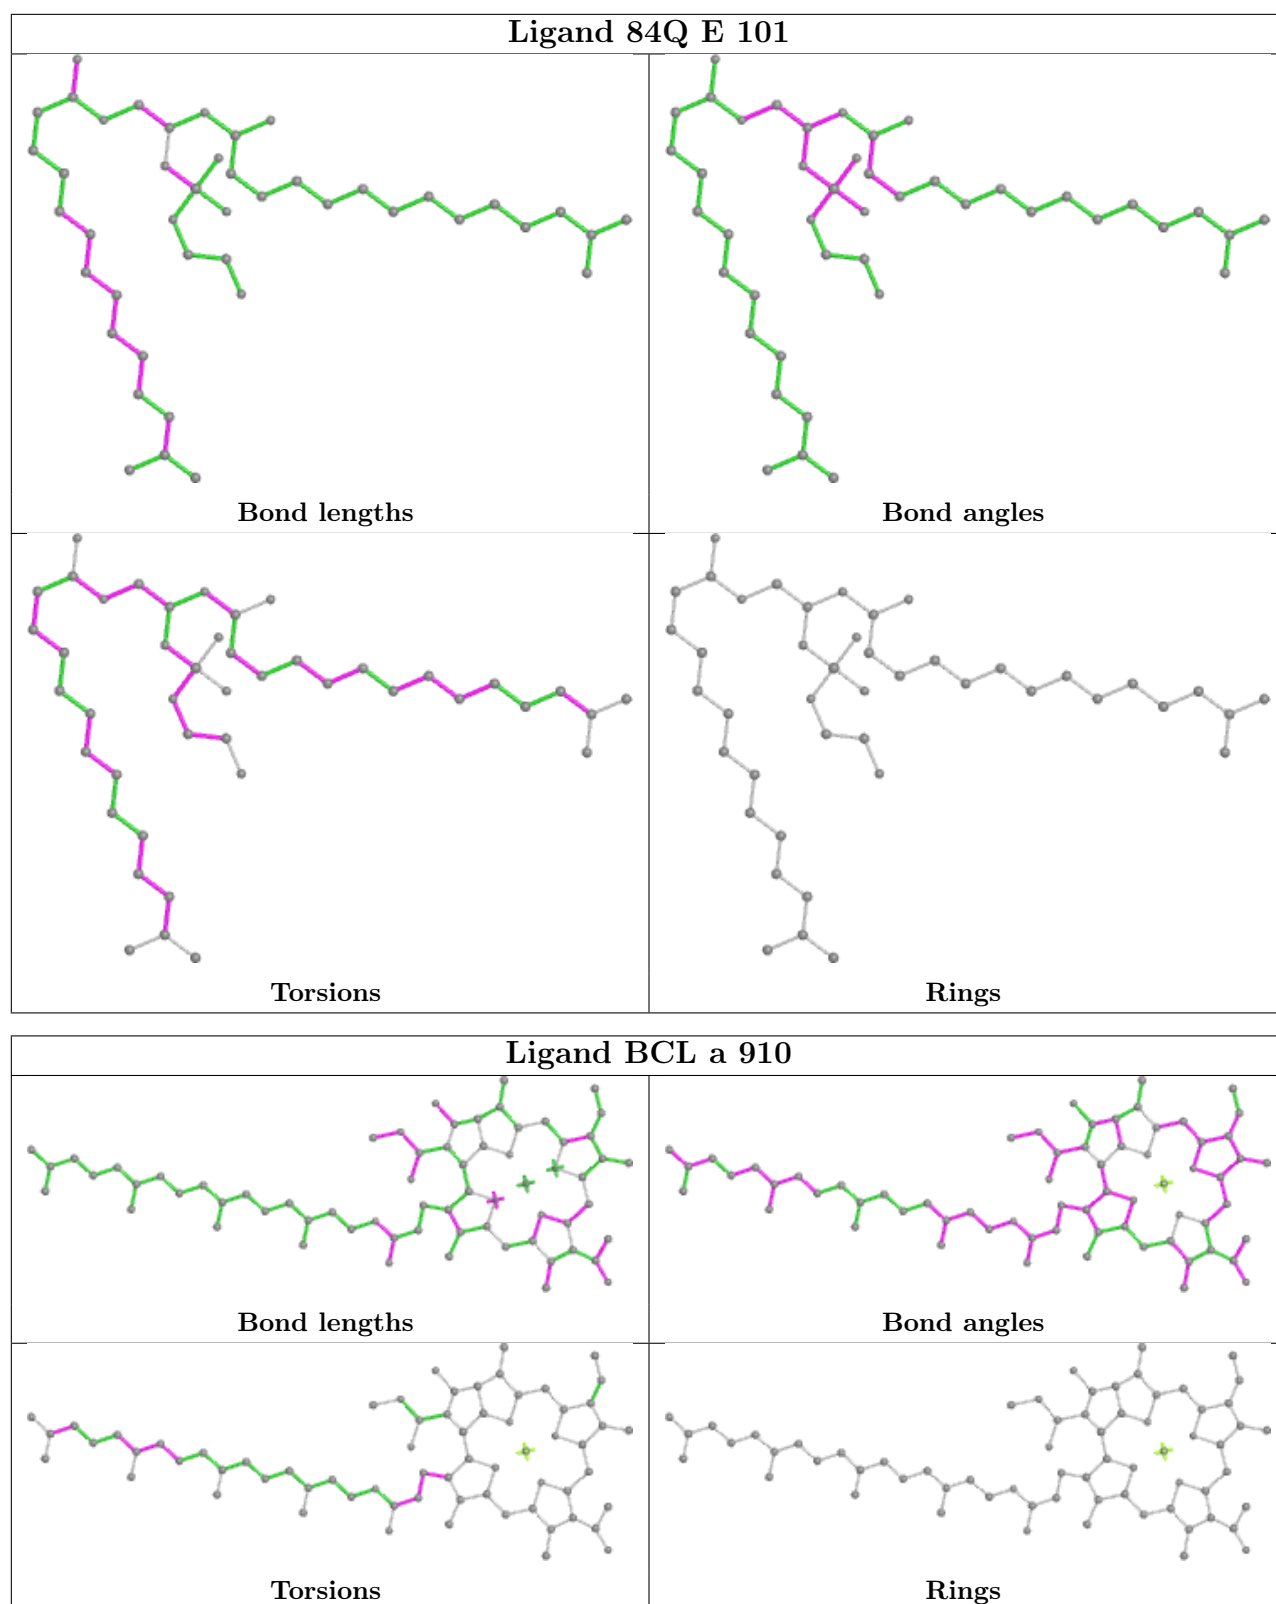 Ligand 84Q E 101
Bond lengths
Bond angles
Torsions
Rings
Ligand BCL a 910
Bond lengths
Bond angles
Torsions
Rings